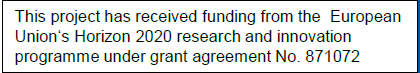 This project has received funding from the  European
Union‘s Horizon 2020 research and innovation
programme under grant agreement No. 871072